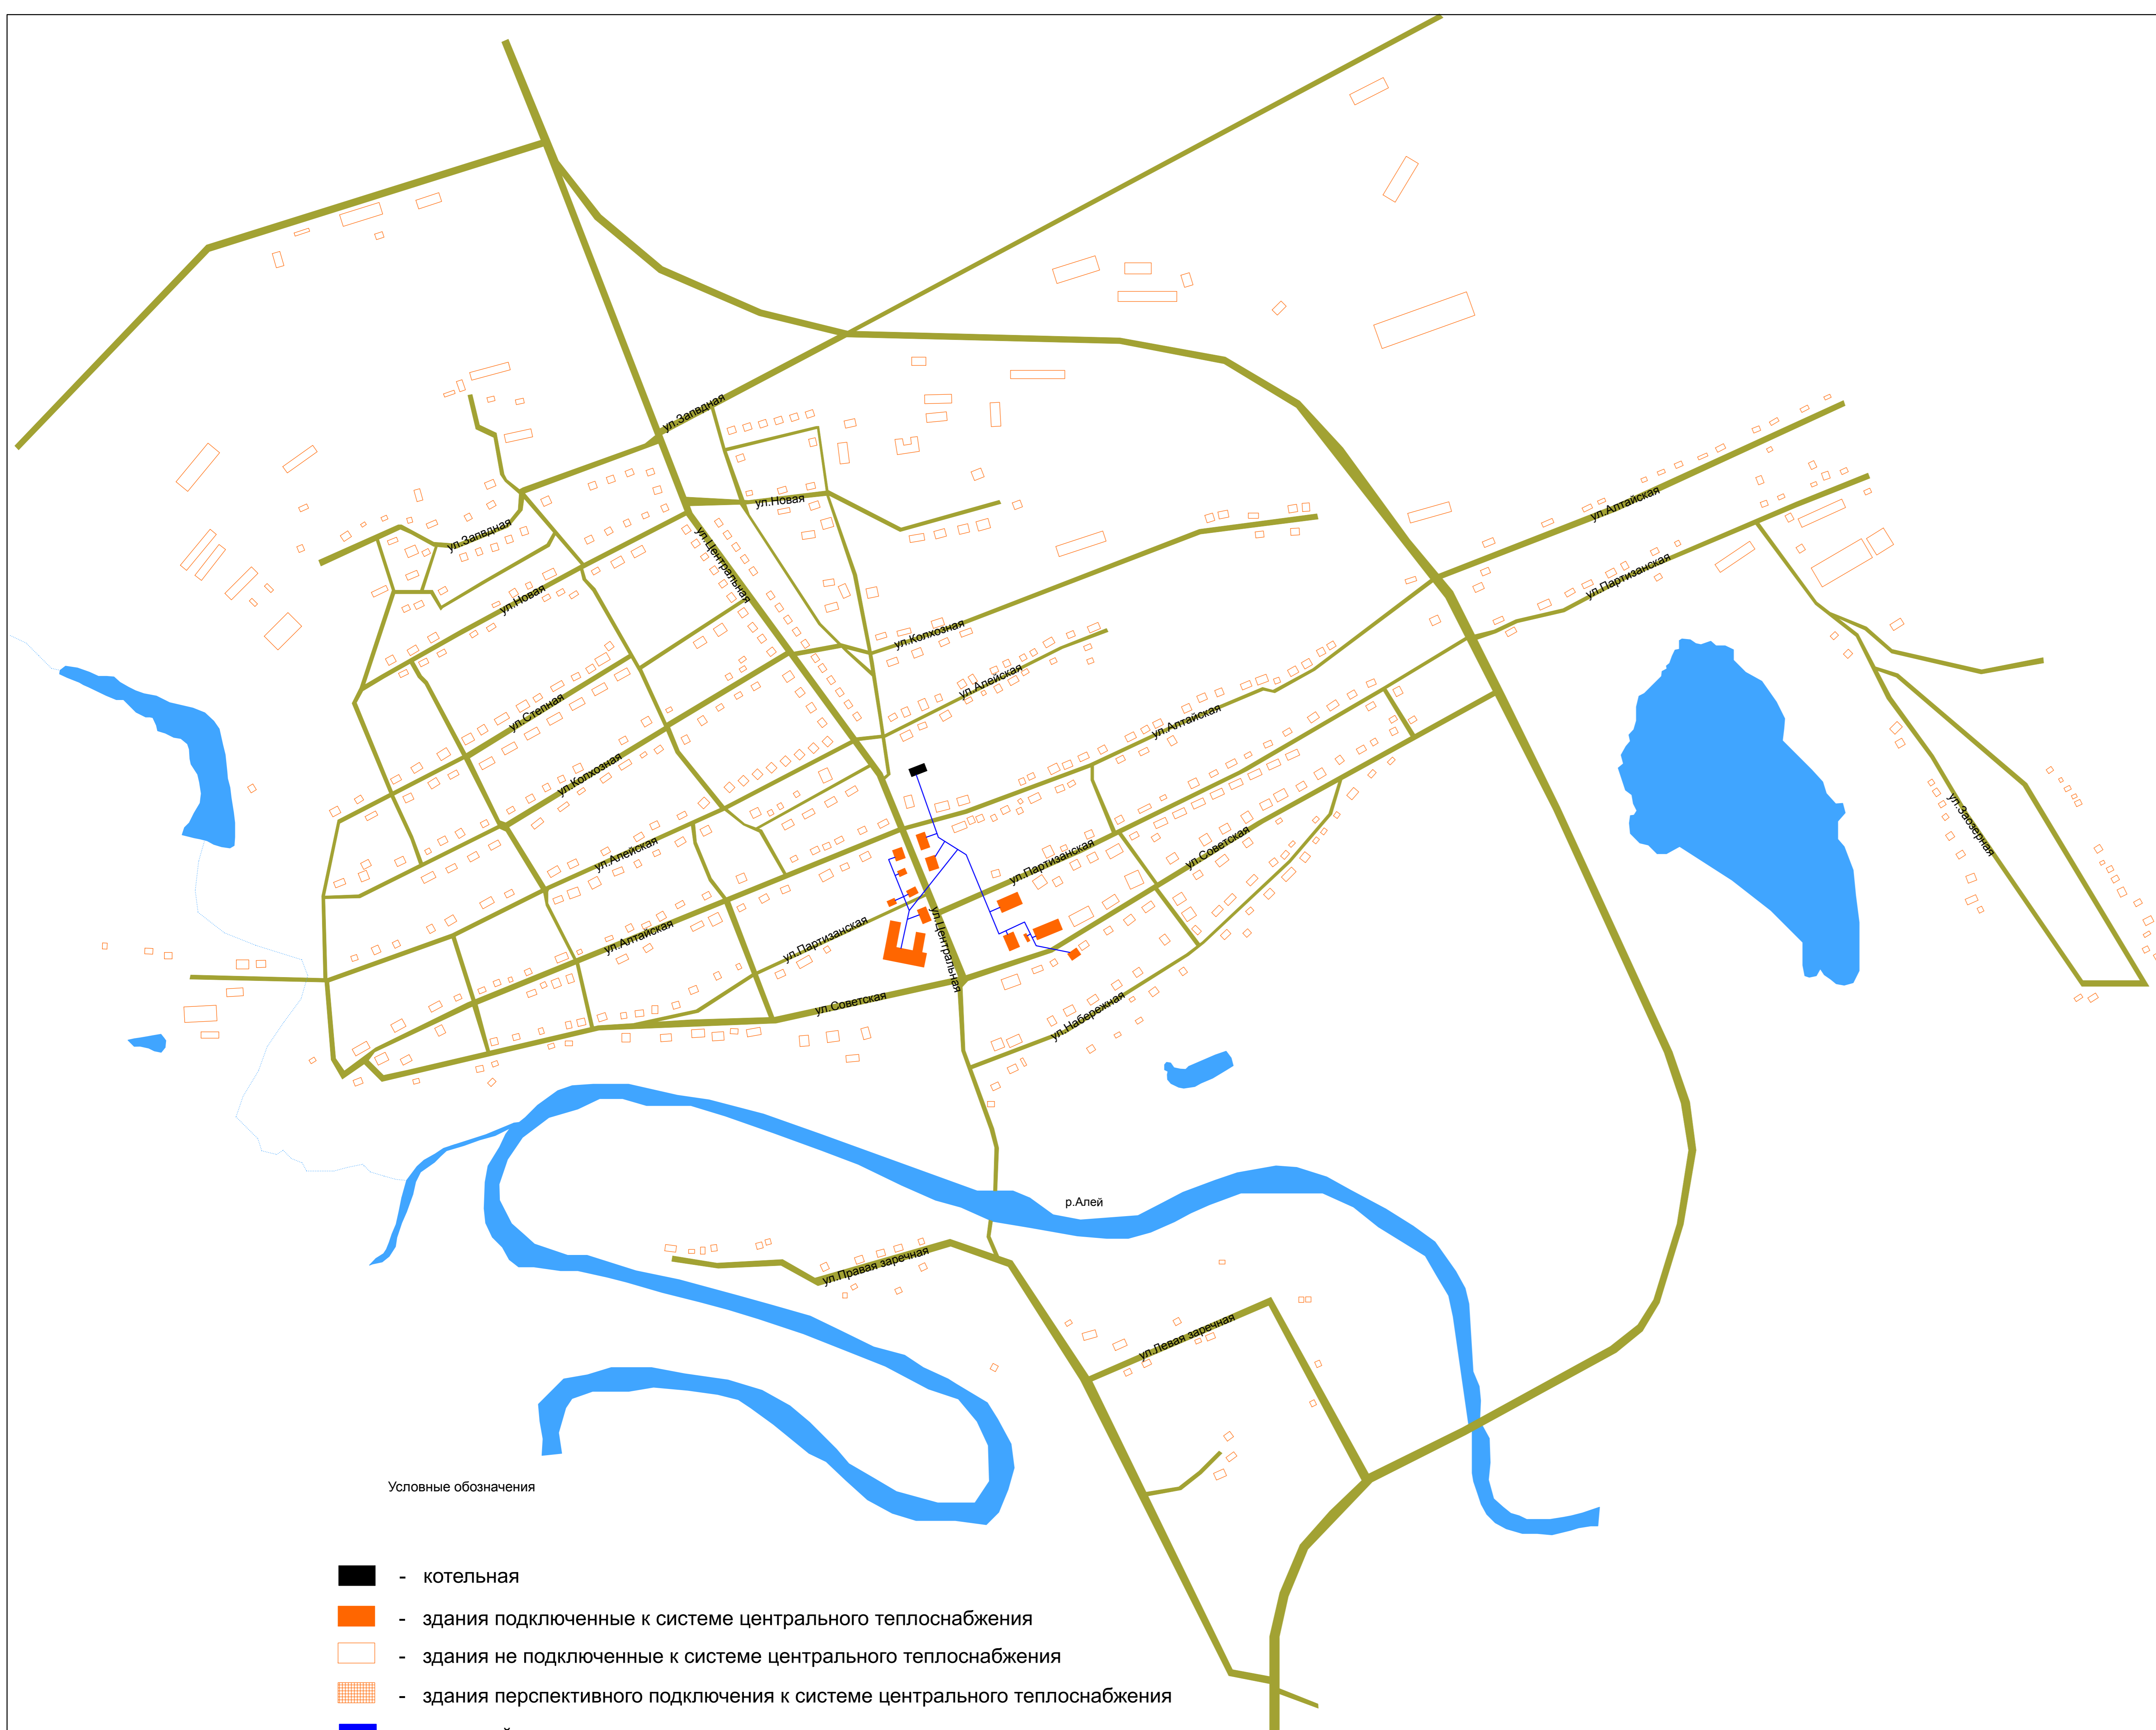 ул.Запвдная
ул.Запвдная
ул.Новая
ул.Новая
ул.Центральная
ул.Алтайская
ул.Партизанская
ул.Колхозная
ул.Алейская
ул.Степная
ул.Алтайская
ул.Колхозная
ул.Заозерная
ул.Алейская
ул.Партизанская
ул.Советская
ул.Алтайская
ул.Партизанская
ул.Центральная
ул.Советская
ул.Набережная
р.Алей
ул.Правая заречная
ул.Левая заречная
Условные обозначения
- котельная
- здания подключенные к системе центрального теплоснабжения
- здания не подключенные к системе центрального теплоснабжения
- здания перспективного подключения к системе центрального теплоснабжения